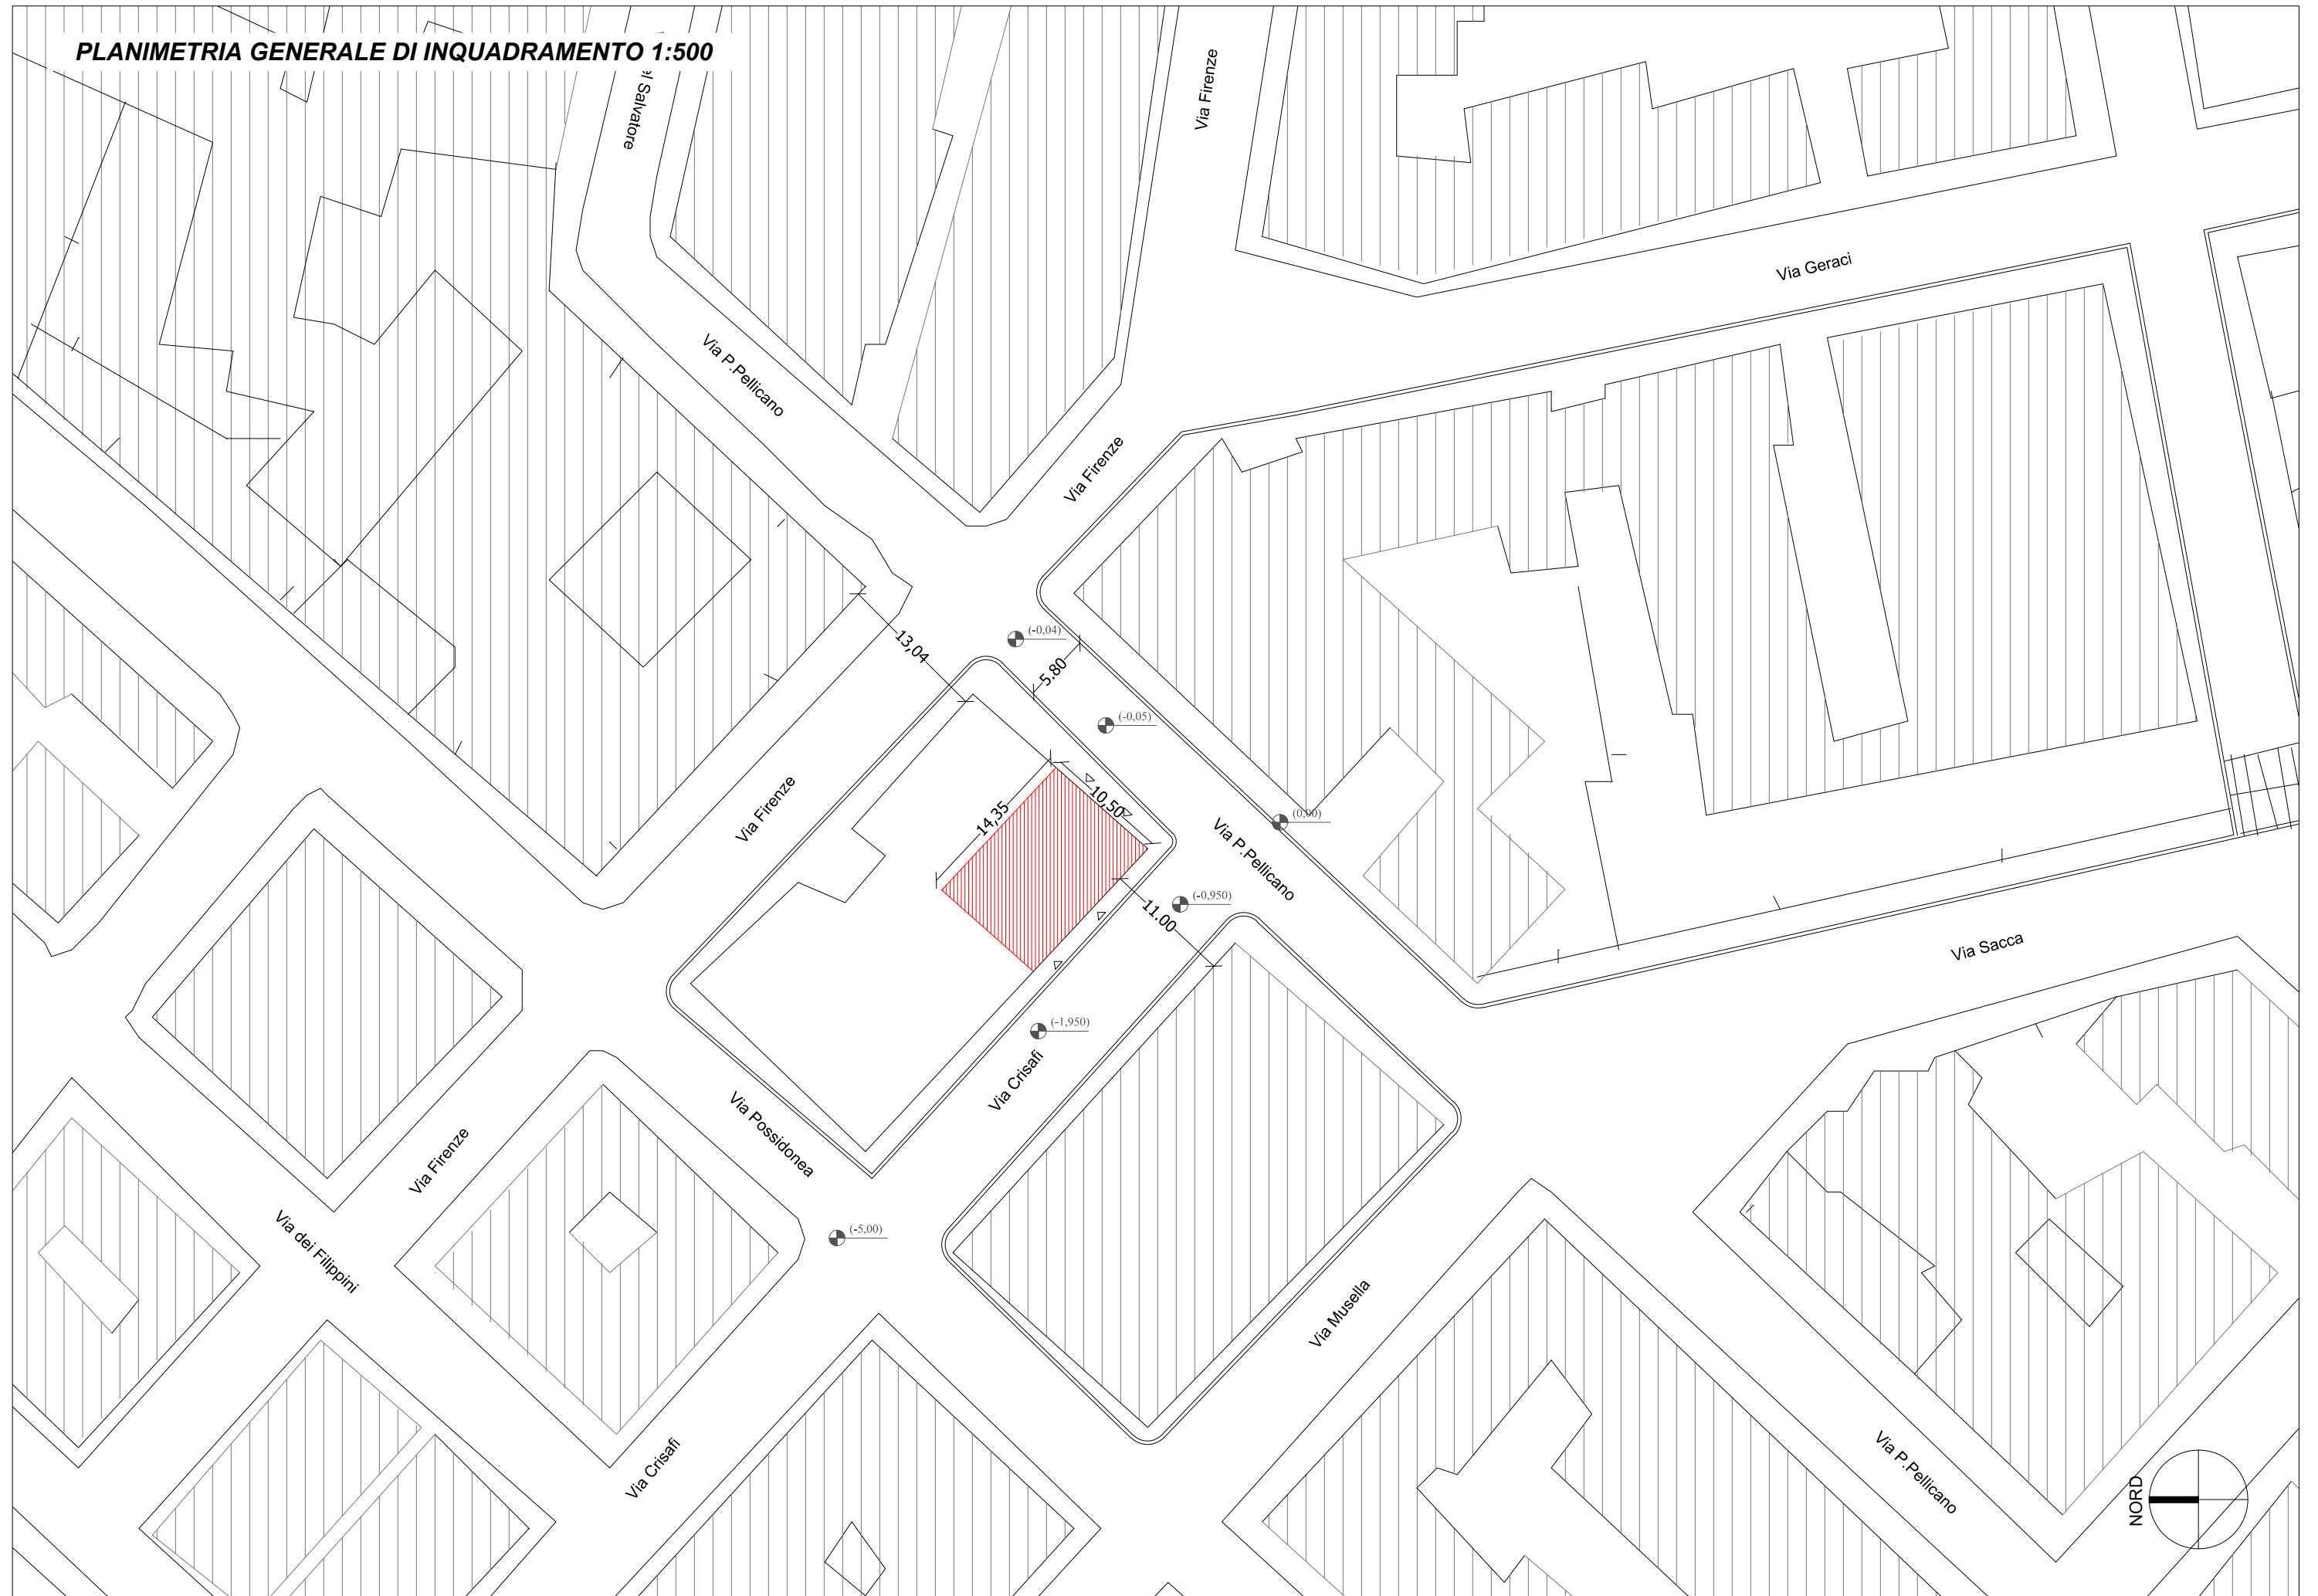 PLANIMETRIA GENERALE DI INQUADRAMENTO 1:500
Salvatore
Via Firenze
Via Geraci
Via P.Pellicano
Via Firenze
13,04
(-0,04)
5.80
(-0,05)
Via Firenze
14,35
10,50
(0,00)
Via P.Pellicano
(-0,950)
11.00
Via Sacca
(-1,950)
Via Crisafi
Via Possidonea
Via Firenze
Via dei Filippini
(-5,00)
Via Musella
Via Crisafi
Via P.Pellicano
NORD